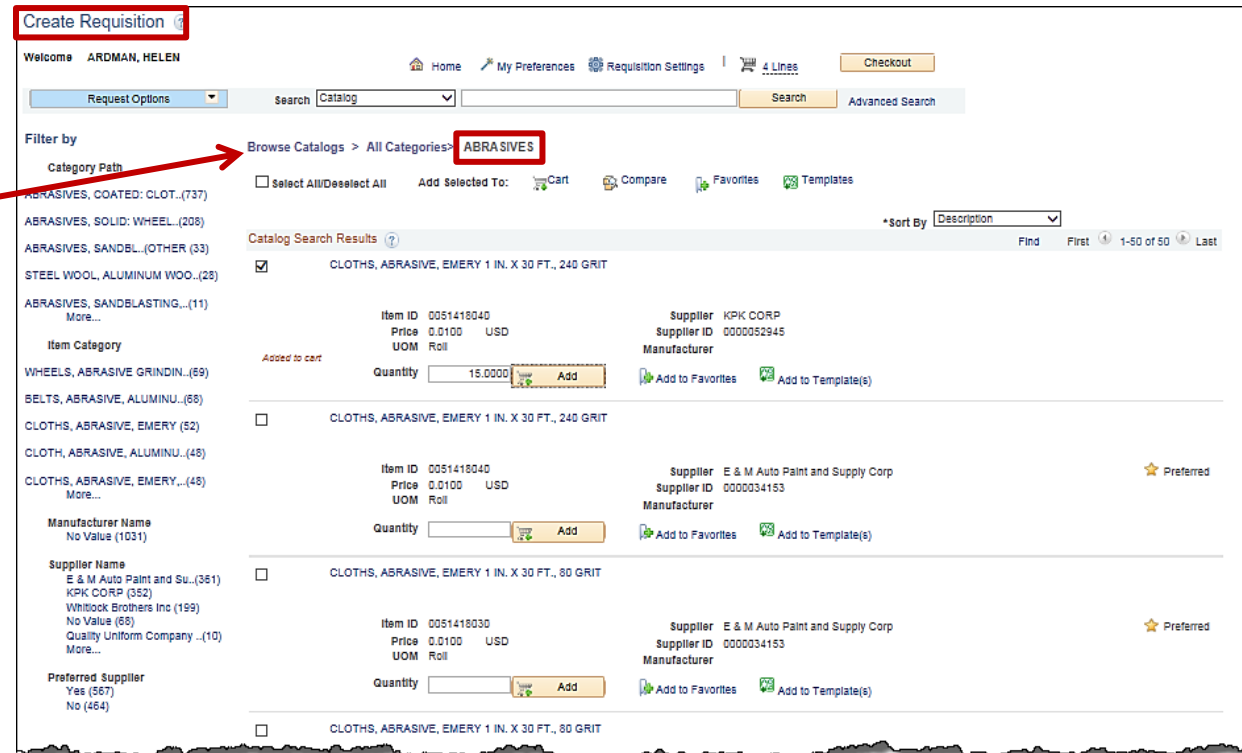 Create Requisition ?
Welcome ARDMAN, HELEN
Home My Preferences Requisition Settings 4 Lines Checkout
Request Options Search Catalog Search Advanced Search
Filter by
Category Path
ABRASIVES, COATED: CLOT..(737)
ABRASIVES, SOLID: WHEEL..(208)
ABRASIVES, SANDBL..(OTHER (33)
STEEL WOOL, ALUMINUM WOO..(28)
ABRASIVES, SANDBLASTING,..(11)
More...
Item Category
WHEELS, ABRASIVE GRINDIN..(69)
BELTS, ABRASIVE, ALUMINU..(68)
CLOTHS, ABRASIVE, EMERY (52)
CLOTH, ABRASIVE, ALUMINU..(48)
CLOTHS, ABRASIVE, EMERY,..(48)
More...
Manufacturer Name
No Value (1031)
Supplier Name
E & M Auto Paint and Su..(361)
KPK CORP (352)
Whitlock Brothers Inc (199)
No Value (68)
Quality Uniform Company ..(10)
More...
Preferred Supplier
Yes (567)
No (464)
Browse Catalogs > All Categories> ABRASIVES
Select All/Deselect All Add Selected To: Cart Compare Favorites Templates
*Sort By Description
Catalog Search Results ? Find First 1-50 of 50 Last
CLOTHS, ABRASIVE, EMERY 1 IN. X 30 FT., 240 GRIT
Item ID 0051418040 Supplier KPK CORP
Price 0.0100 USD Supplier ID 0000052945
UOM Roll Manufacturer
Added to cart
Quantity 15.0000 Add Add to Favorites Add to Template(s)
CLOTHS, ABRASIVE, EMERY 1 IN. X 30 FT., 240 GRIT
Item ID 0051418040 Supplier E & M Auto Paint and Supply Corp Preferred
Price 0.0100 USD Supplier ID 0000034153
UOM Roll Manufacturer
Quantity Add Add to Favorites Add to Template(s)
CLOTHS, ABRASIVE, EMERY 1 IN. X 30 FT., 80 GRIT
Item ID 0051418030 Supplier E & M Auto Paint and Supply Corp Preferred
Price 0.0100 USD Supplier ID 0000034153
UOM Roll Manufacturer
Quantity Add Add to Favorites Add to Template(s)
CLOTHS, ABRASIVE, EMERY 1 IN. X 30 FT., 80 GRIT